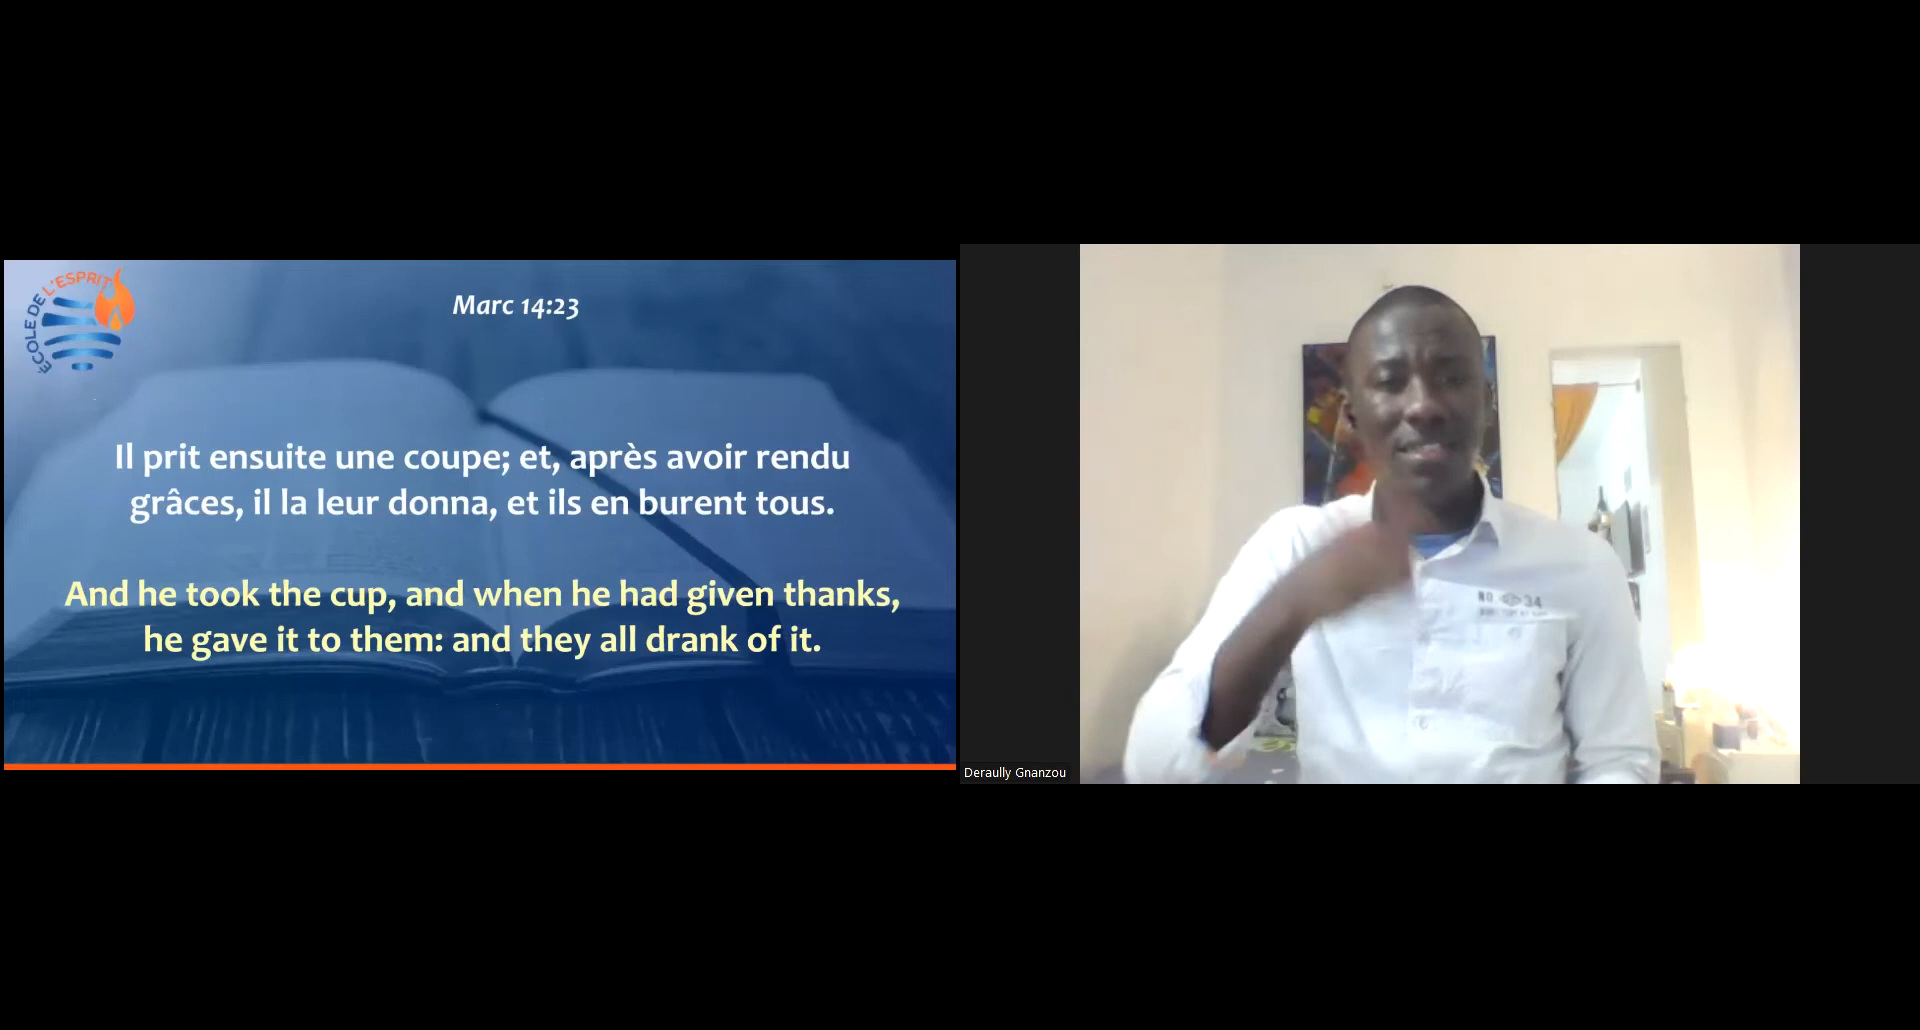 ÉCOLE DE L'ESPRIT
Marc 14:23
Il prit ensuite une coupe; et, après avoir rendu
grâces, il la leur donna, et ils en burent tous.
And he took the cup, and when he had given thanks,
he gave it to them: and they all drank of it.
NO 34
Deraully Gnanzou